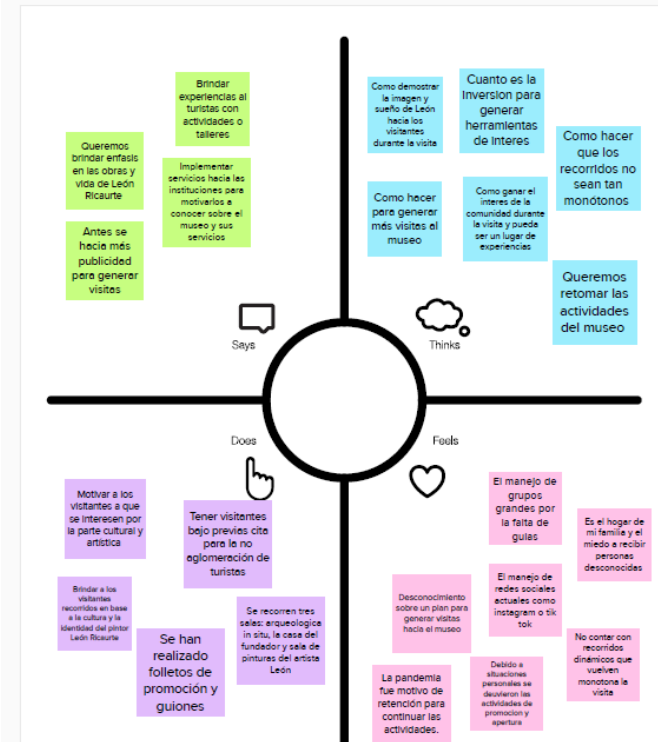 Brindar
experiencias al
turistas con
actividades o
talleres
Queremos
brindar enfasis
en las obras y
vida de León
Ricaurte
Implementar
servicios hacia las
instituciones para
motivarlos a
conocer sobre el
museo y sus
servicios
Antes se
hacia más
publicidad
para generar
visitas
Says
Como demostrar
la imagen y
sueño de León
hacia los
visitantes
durante la visita
Cuanto es la
inversion para
generar
herramientas
de interes
Como hacer
que los
recorridos no
sean tan
monótonos
Como hacer
para generar
más visitas al
museo
Como ganar el
interes de la
comunidad durante
la visita y pueda
ser un lugar de
experiencias
Queremos
retomar las
actividades
del museo
Thinks
Does
Motivar a los
visitantes a que
se interesen por
la parte cultural y
artística
Tener visitantes
bajo previas cita
para la no
aglomeración de
turistas
Brindar a los
visitantes
recorridos en base
a la cultura y la
identidad del pintor
León Ricaurte
Se han
realizado
folletos de
promoción y
guiones
Se recorren tres
salas: arqueologica
in situ, la casa del
fundador y sala de
pinturas del artista
León
Feels
El manejo de
grupos
grandes por
la falta de
guias
Es el hogar de
mi familia y el
miedo a recibir
personas
desconocidas
Desconocimiento
sobre un plan para
generar visitas
hacia el museo
El manejo de
redes sociales
actuales como
instagram o tik
tok
No contar con
recorridos
dinámicos que
vuelven
monotona la
visita
La pandemia
fue motivo de
retención para
continuar las
actividades.
Debido a
situaciones
personales se
deuvieron las
actividades de
promocion y
apertura